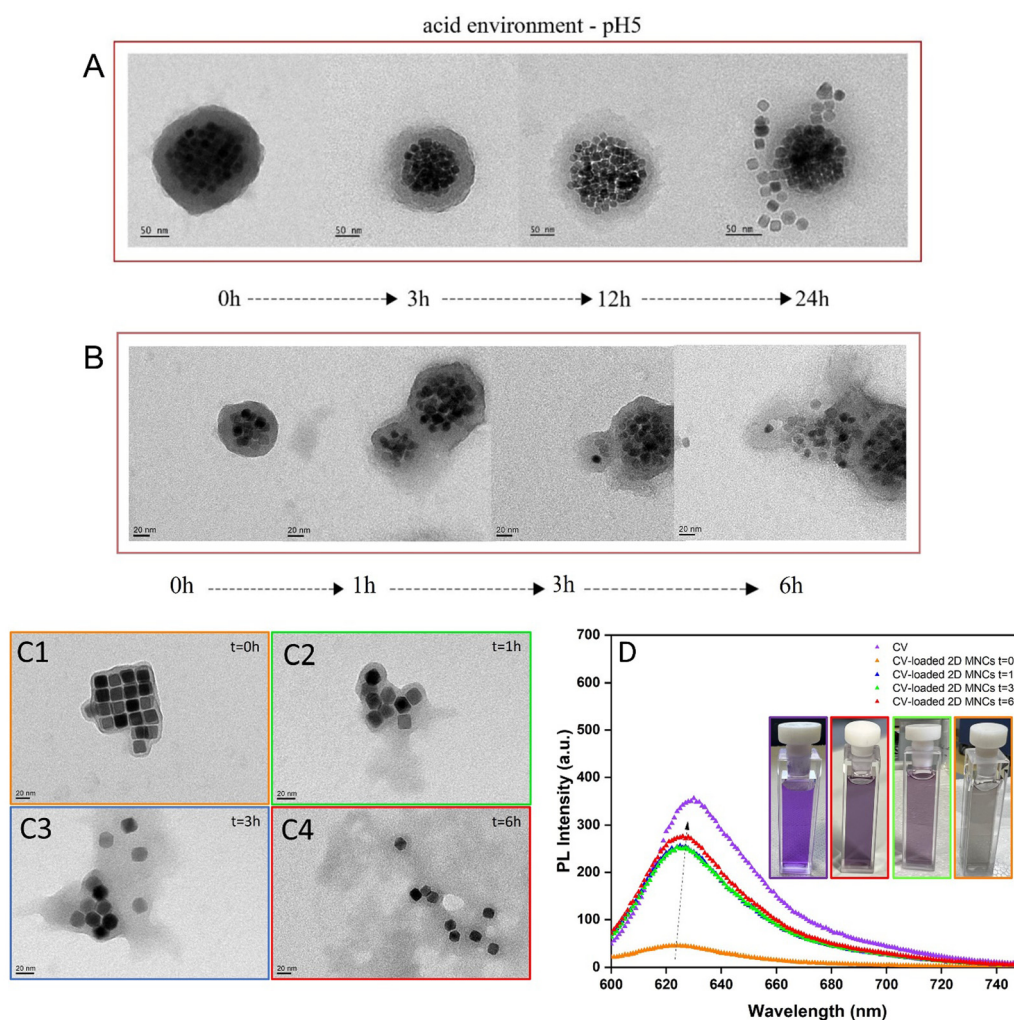 acid environment - pH5
A
50 nm
50 nm
50 nm
50 nm
0h
3h
12h
24h
B
20 nm
20 nm
20 nm
20 nm
0h
1h
3h
6h
C1
t=0h
20 nm
C2
t=1h
20 nm
C3
t=3h
20 nm
C4
t=6h
20 nm
D
CV
CV-loaded 2D MNCs t=0
CV-loaded 2D MNCs t=1
CV-loaded 2D MNCs t=3
CV-loaded 2D MNCs t=6
PL Intensity (a.u.)
700
600
500
400
300
200
100
0
600
620
640
660
680
700
720
740
Wavelength (nm)